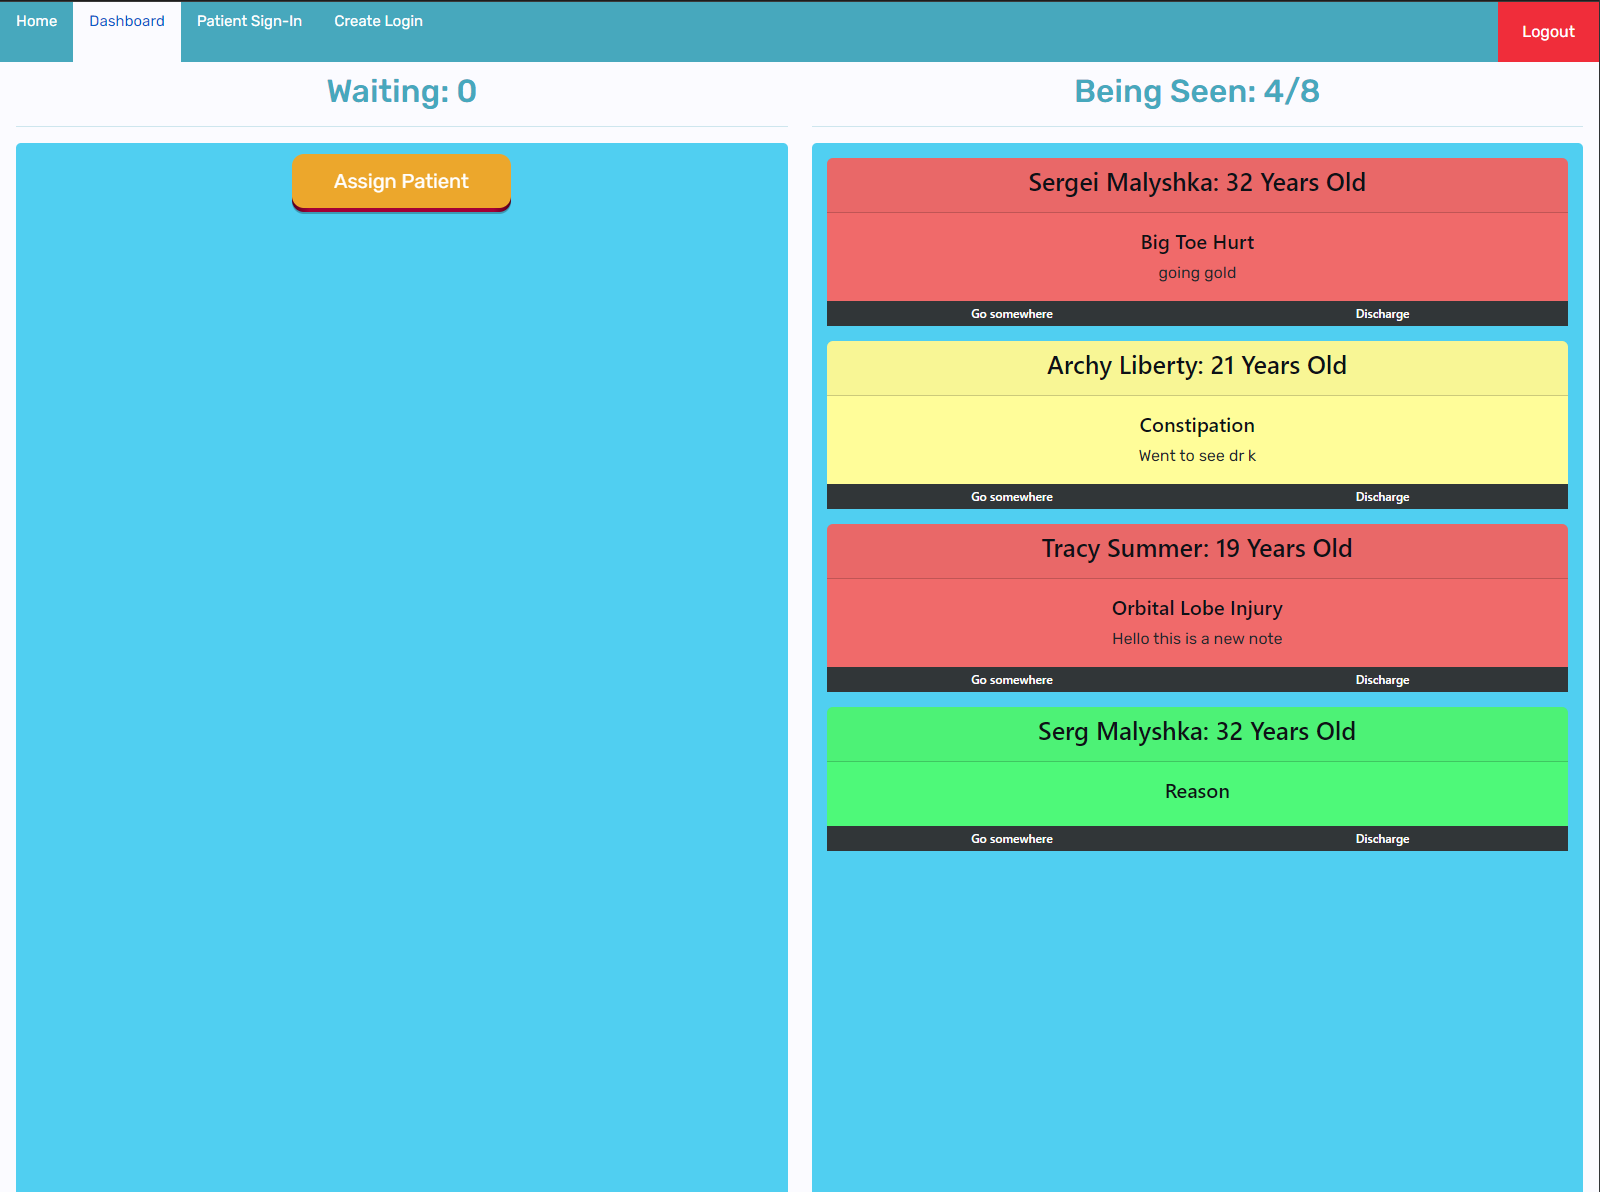 Home Dashboard Patient Sign-In Create Login Logout
Waiting: 0
Assign Patient
Being Seen: 4/8
Sergei Malyshka: 32 Years Old
Big Toe Hurt
going gold
Go somewhere Discharge
Archy Liberty: 21 Years Old
Constipation
Went to see dr k
Go somewhere Discharge
Tracy Summer: 19 Years Old
Orbital Lobe Injury
Hello this is a new note
Go somewhere Discharge
Serg Malyshka: 32 Years Old
Reason
Go somewhere Discharge